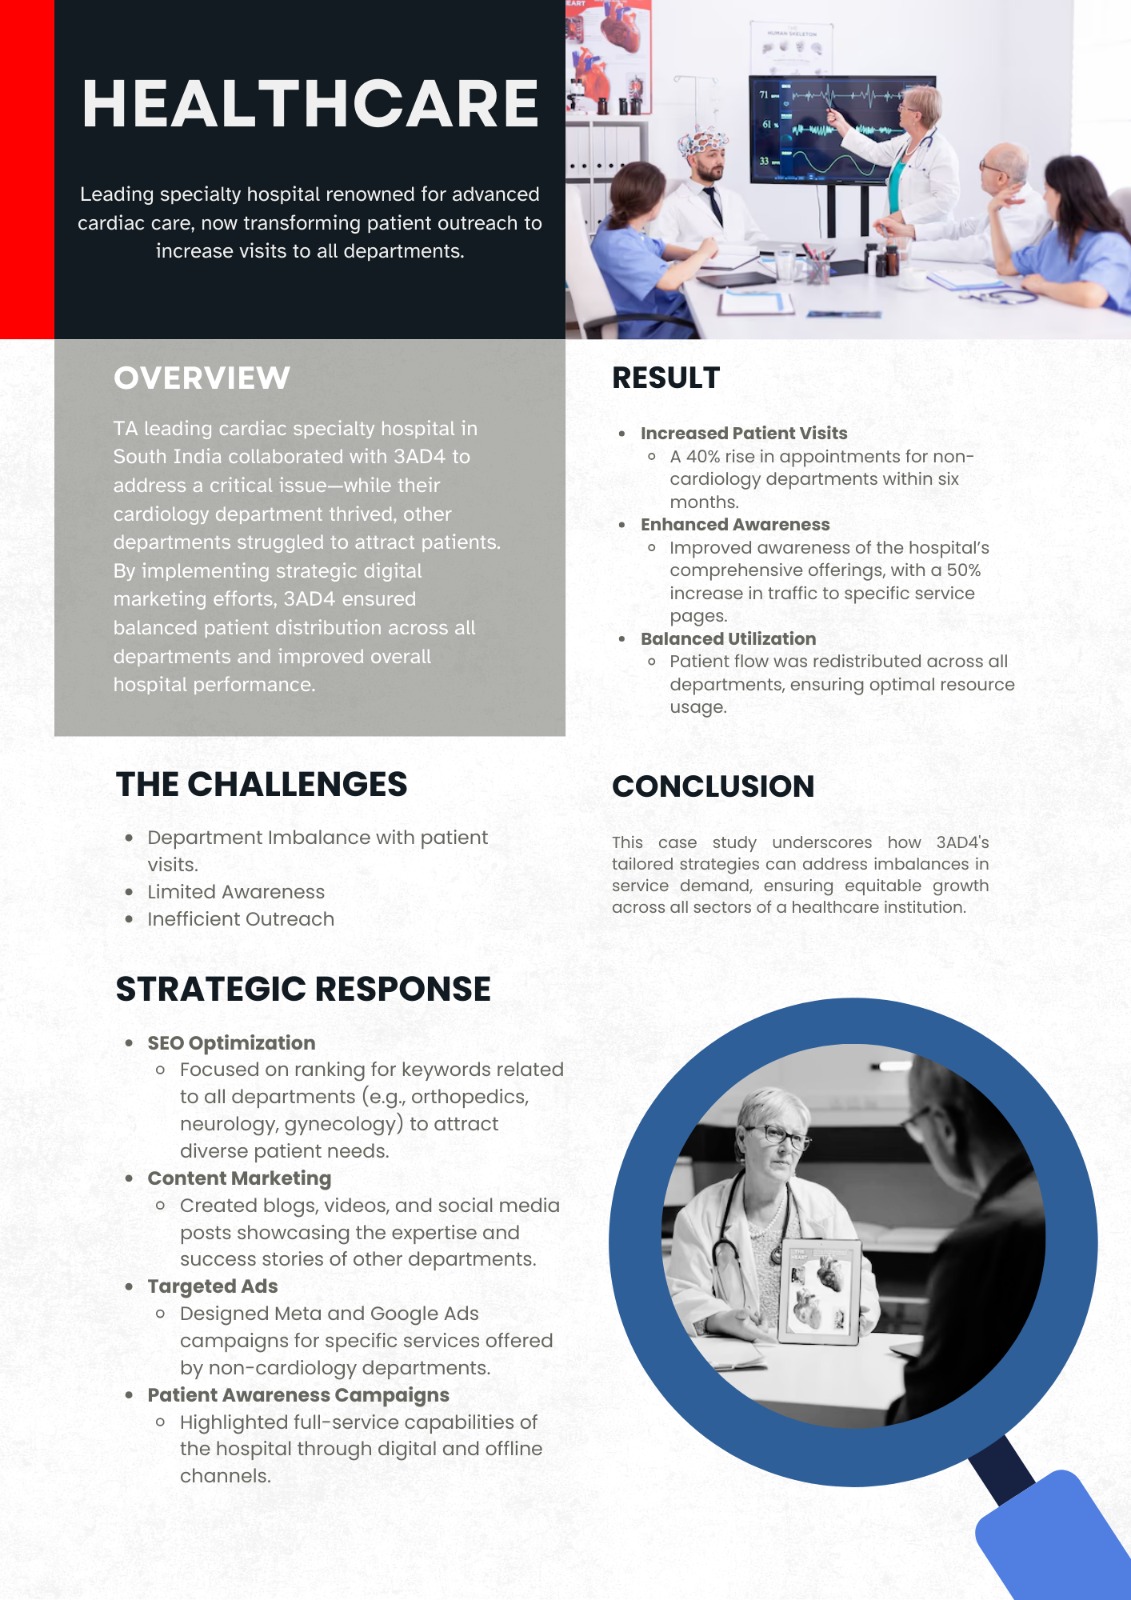 HEALTHCARE
Leading specialty hospital renowned for advanced
cardiac care, now transforming patient outreach to
increase visits to all departments.
HEART
HUMAN SKELETON
71
61 %
33
OVERVIEW
TA leading cardiac specialty hospital in
South India collaborated with 3AD4 to
address a critical issue—while their
cardiology department thrived, other
departments struggled to attract patients.
By implementing strategic digital
marketing efforts, 3AD4 ensured
balanced patient distribution across all
departments and improved overall
hospital performance.
THE CHALLENGES
• Department Imbalance with patient
visits.
• Limited Awareness
• Inefficient Outreach
STRATEGIC RESPONSE
• SEO Optimization
◦ Focused on ranking for keywords related
to all departments (e.g., orthopedics,
neurology, gynecology) to attract
diverse patient needs.
• Content Marketing
◦ Created blogs, videos, and social media
posts showcasing the expertise and
success stories of other departments.
• Targeted Ads
◦ Designed Meta and Google Ads
campaigns for specific services offered
by non-cardiology departments.
• Patient Awareness Campaigns
◦ Highlighted full-service capabilities of
the hospital through digital and offline
channels.
RESULT
• Increased Patient Visits
◦ A 40% rise in appointments for non-
cardiology departments within six
months.
• Enhanced Awareness
◦ Improved awareness of the hospital’s
comprehensive offerings, with a 50%
increase in traffic to specific service
pages.
• Balanced Utilization
◦ Patient flow was redistributed across all
departments, ensuring optimal resource
usage.
CONCLUSION
This case study underscores how 3AD4's
tailored strategies can address imbalances in
service demand, ensuring equitable growth
across all sectors of a healthcare institution.
THE
HEART